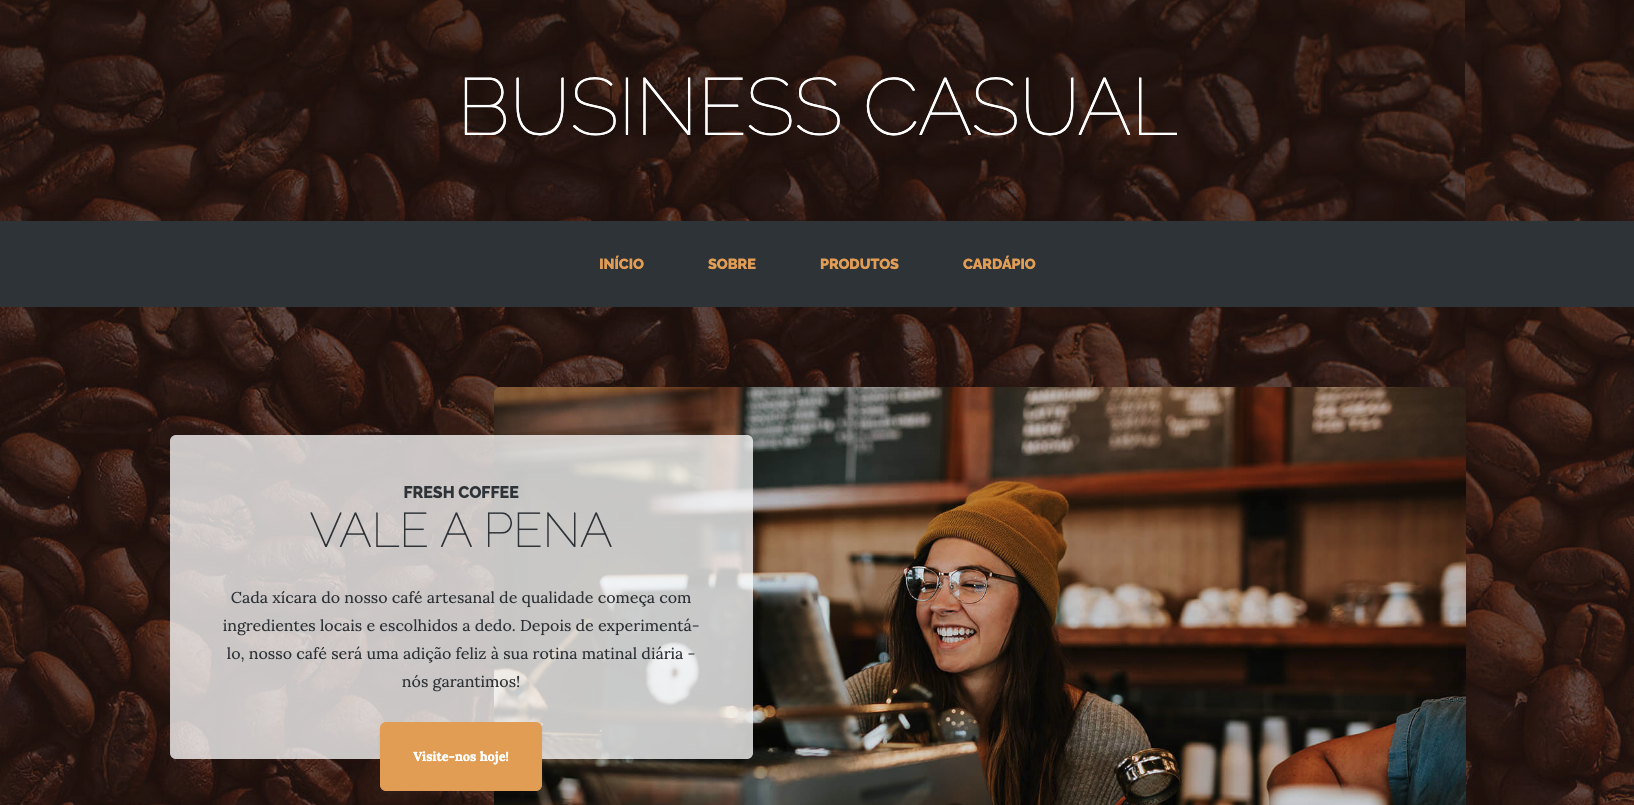 BUSINESS CASUAL
INÍCIO SOBRE PRODUTOS CARDÁPIO
FRESH COFFEE
VALE A PENA
Cada xícara do nosso café artesanal de qualidade começa com
ingredientes locais e escolhidos a dedo. Depois de experimentá-
lo, nosso café será uma adição feliz à sua rotina matinal diária -
nós garantimos!
Visite-nos hoje!